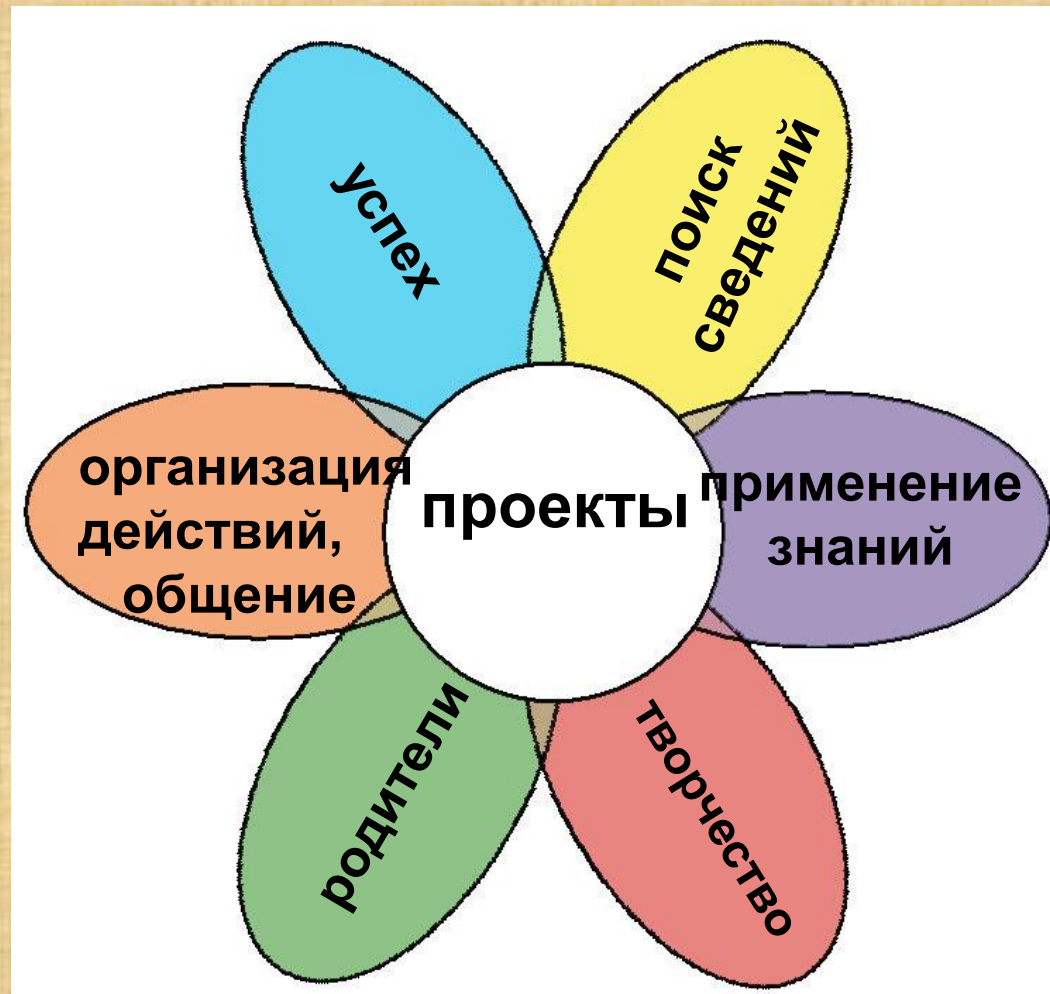 успех
поиск
сведений
организация
действий,
общение
проекты
применение
знаний
родители
творчество